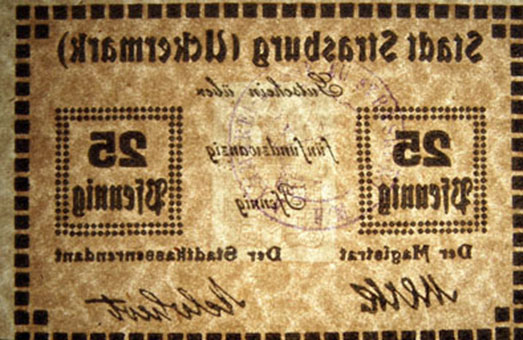 Stadt Strasburg (Uckermark)
Gutschein über
25 fünfundzwanzig 25
Pfennig Pfennig Pfennig
Der Magistrat Der Stadtkassenrendant